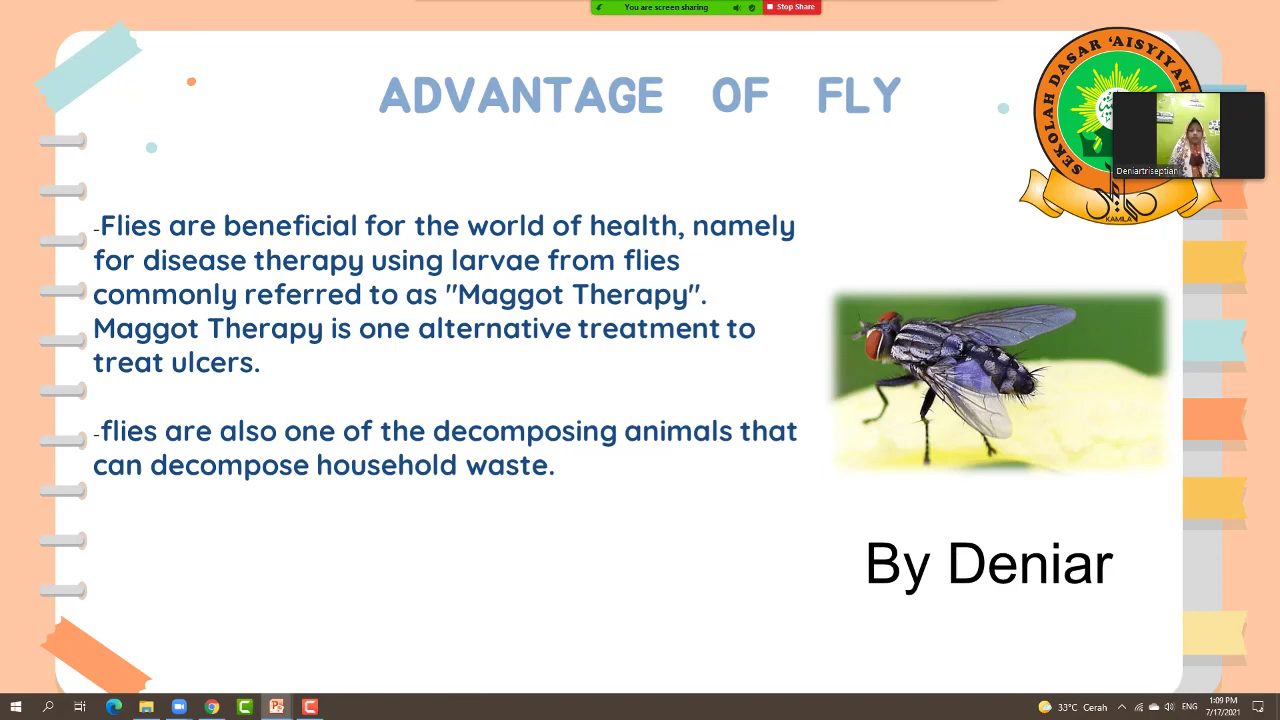 You are screen sharing
Stop Share
ADVANTAGE OF FLY
SEKOLAH DASAR 'AISYIYAH
KAMILA
Deniartriseptian
-Flies are beneficial for the world of health, namely
for disease therapy using larvae from flies
commonly referred to as "Maggot Therapy".
Maggot Therapy is one alternative treatment to
treat ulcers.
-flies are also one of the decomposing animals that
can decompose household waste.
By Deniar
33°C Cerah
ENG
1:09 PM
7/17/2021